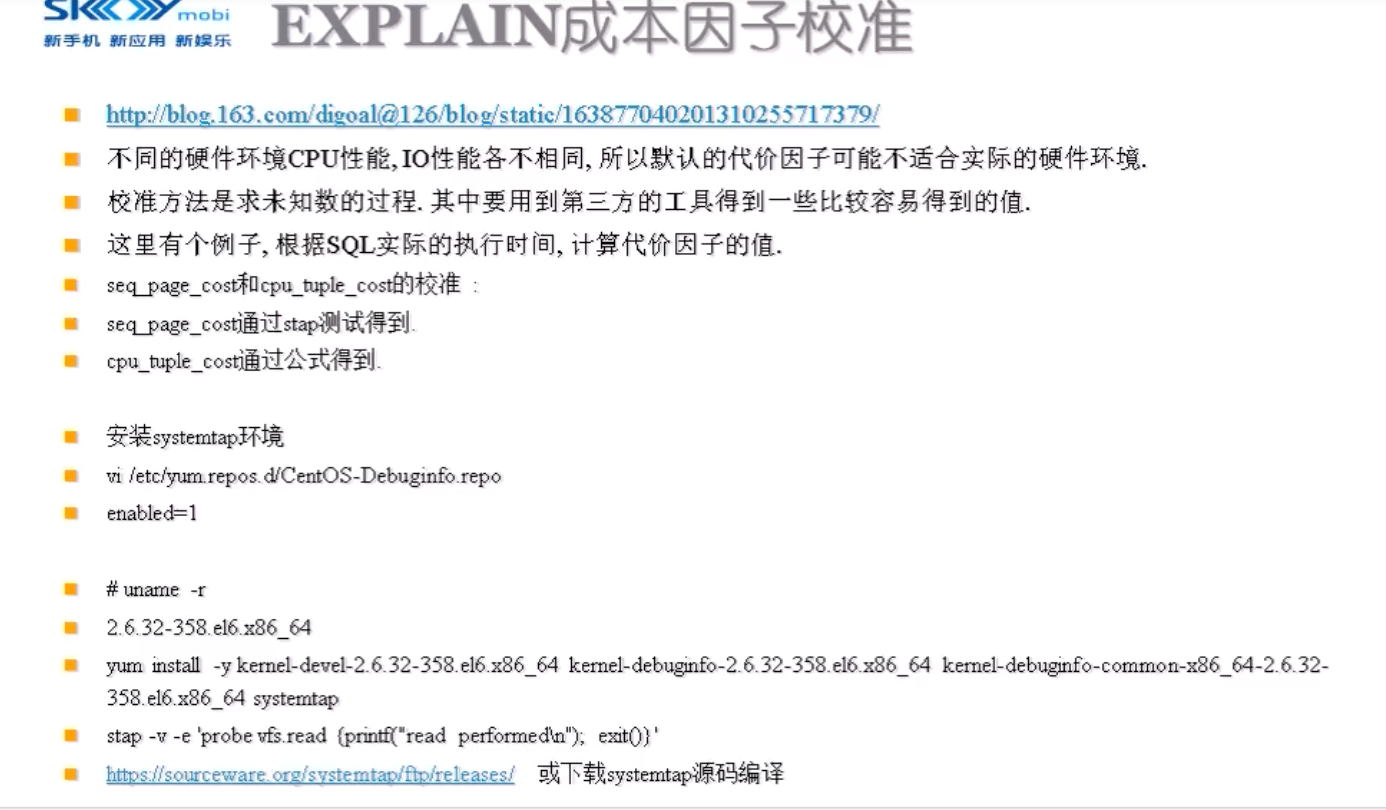 SKYmobi
EXPLAIN成本因子校准
新手机 新应用 新娱乐
http://blog.163.com/digoal@126/blog/static/163877040201310255717379/
不同的硬件环境CPU性能, IO性能各不相同, 所以默认的代价因子可能不适合实际的硬件环境.
校准方法是求未知数的过程. 其中要用到第三方的工具得到一些比较容易得到的值.
这里有个例子, 根据SQL实际的执行时间, 计算代价因子的值.
seq_page_cost和cpu_tuple_cost的校准 :
seq_page_cost通过stap测试得到.
cpu_tuple_cost通过公式得到.
安装systemtap环境
vi /etc/yum.repos.d/CentOS-Debuginfo.repo
enabled=1
# uname -r
2.6.32-358.el6.x86_64
yum install -y kernel-devel-2.6.32-358.el6.x86_64 kernel-debuginfo-2.6.32-358.el6.x86_64 kernel-debuginfo-common-x86_64-2.6.32-
358.el6.x86_64 systemtap
stap -v -e 'probe vfs.read {printf("read performed\n"); exit()}'
https://sourceware.org/systemtap/ftp/releases/ 或下载systemtap源码编译